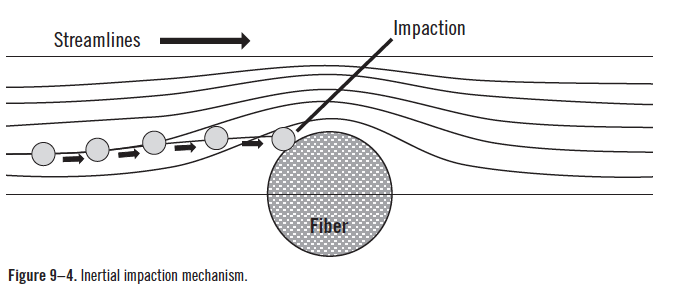 Impaction
Streamlines
Fiber
Figure 9–4. Inertial impaction mechanism.